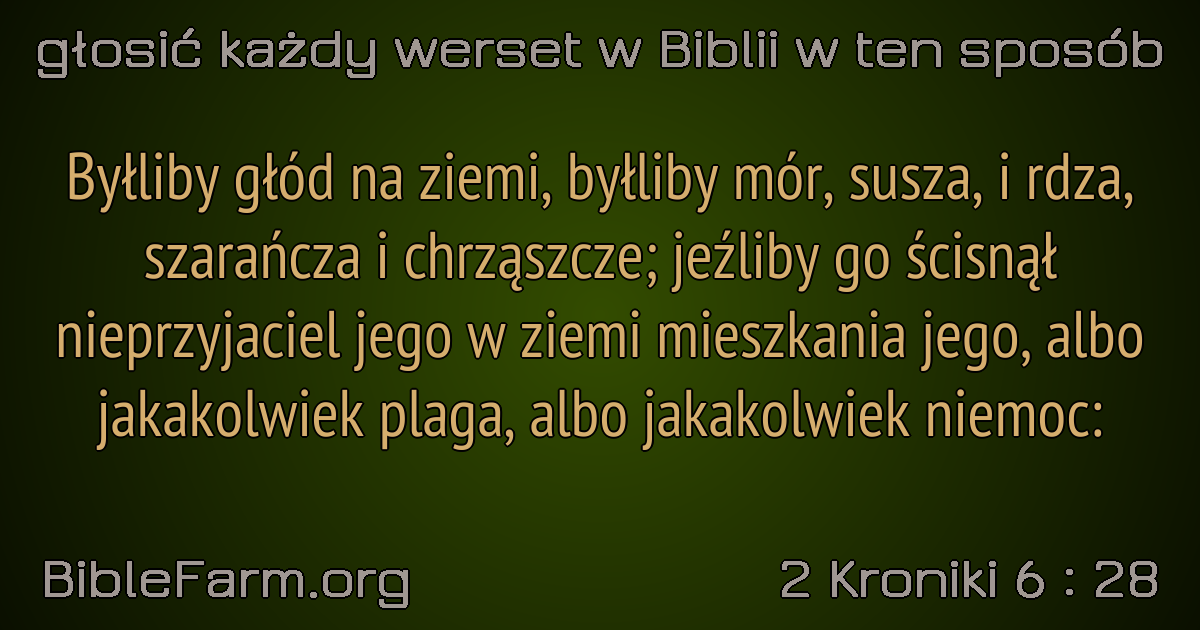 głosić każdy werset w Biblii w ten sposób
Byłliby głód na ziemi, byłliby mór, susza, i rdza,
szarańcza i chrząszcze; jeźliby go ścisnął
nieprzyjaciel jego w ziemi mieszkania jego, albo
jakakolwiek plaga, albo jakakolwiek niemoc:
BibleFarm.org
2 Kroniki 6 : 28